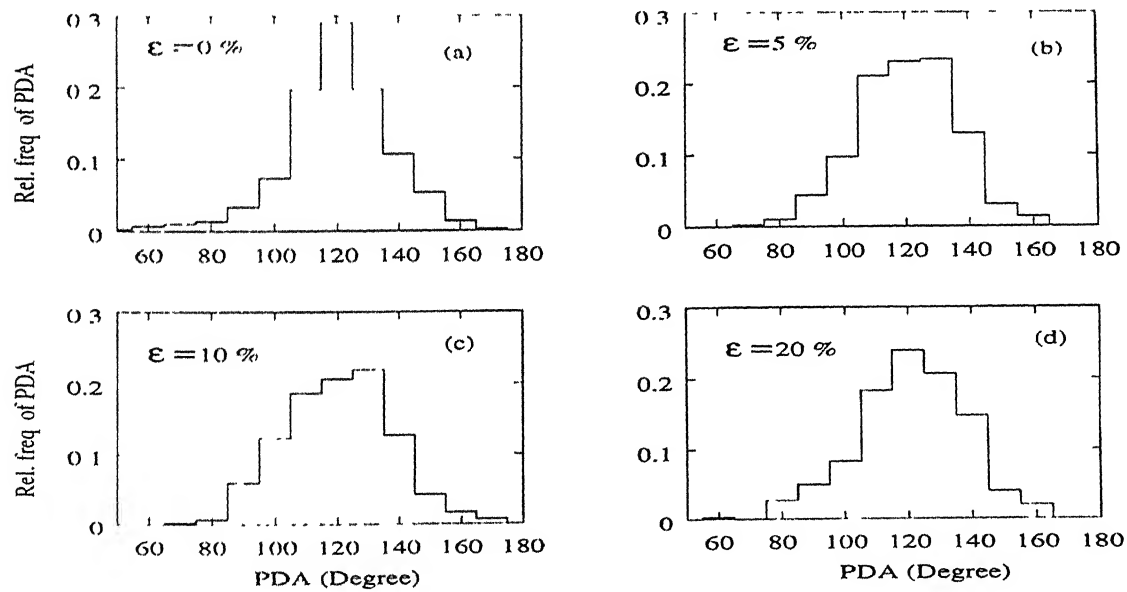 0 3
ε =0 %
(a)
Rel. freq of PDA
0 2
0.1
0
60 80 100 120 140 160 180
0.3
ε =5 %
(b)
0.2
0.1
0
60 80 100 120 140 160 180
0 3
ε =10 %
(c)
Rel. freq of PDA
0.2
0 1
0
60 80 100 120 140 160 180
PDA (Degree)
0.3
ε =20 %
(d)
0.2
0.1
0
60 80 100 120 140 160 180
PDA (Degree)